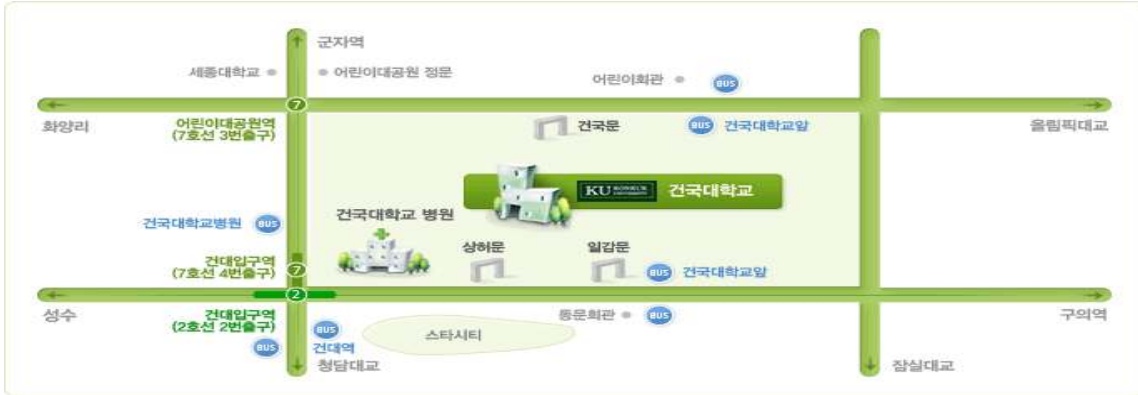 군자역
세종대학교
어린이대공원 정문
어린이회관
BUS
7
화양리
어린이대공원역
(7호선 3번출구)
건국문
BUS
건국대학교앞
올림픽대교
KU KONKUK
UNIVERSITY
건국대학교
건국대학교 병원
건국대학교병원
BUS
상허문
일감문
건대입구역
(7호선 4번출구)
7
BUS
건국대학교앞
2
성수
건대입구역
(2호선 2번출구)
BUS
BUS
건대역
스타시티
동문회관
BUS
구의역
청담대교
잠실대교